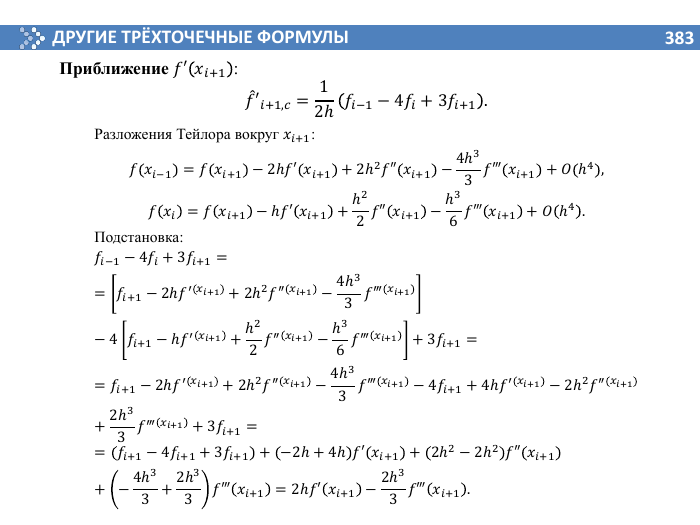 ДРУГИЕ ТРЁХТОЧЕЧНЫЕ ФОРМУЛЫ 383
Приближение $f'(x_{i+1})$:
$\hat{f}'_{i+1,c} = \frac{1}{2h}(f_{i-1} - 4f_i + 3f_{i+1}).$
Разложения Тейлора вокруг $x_{i+1}$:
$f(x_{i-1}) = f(x_{i+1}) - 2hf'(x_{i+1}) + 2h^2f''(x_{i+1}) - \frac{4h^3}{3}f'''(x_{i+1}) + O(h^4),$
$f(x_i) = f(x_{i+1}) - hf'(x_{i+1}) + \frac{h^2}{2}f''(x_{i+1}) - \frac{h^3}{6}f'''(x_{i+1}) + O(h^4).$
Подстановка:
$f_{i-1} - 4f_i + 3f_{i+1} =$
$= \left[f_{i+1} - 2hf'^{(x_{i+1})} + 2h^2f''^{(x_{i+1})} - \frac{4h^3}{3}f'''^{(x_{i+1})}\right]$
$- 4\left[f_{i+1} - hf'^{(x_{i+1})} + \frac{h^2}{2}f''^{(x_{i+1})} - \frac{h^3}{6}f'''^{(x_{i+1})}\right] + 3f_{i+1} =$
$= f_{i+1} - 2hf'^{(x_{i+1})} + 2h^2f''^{(x_{i+1})} - \frac{4h^3}{3}f'''^{(x_{i+1})} - 4f_{i+1} + 4hf'^{(x_{i+1})} - 2h^2f''^{(x_{i+1})}$
$+ \frac{2h^3}{3}f'''^{(x_{i+1})} + 3f_{i+1} =$
$= (f_{i+1} - 4f_{i+1} + 3f_{i+1}) + (-2h + 4h)f'(x_{i+1}) + (2h^2 - 2h^2)f''(x_{i+1})$
$+ \left(-\frac{4h^3}{3} + \frac{2h^3}{3}\right)f'''(x_{i+1}) = 2hf'(x_{i+1}) - \frac{2h^3}{3}f'''(x_{i+1}).$